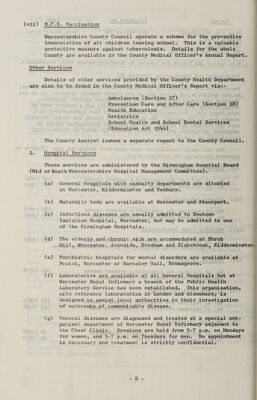 (vii) B.C.G. Vaccination
Worcestershire County Council operate a scheme for the preventive
innoculation of all children leaving school. This is a valuable
protective measure against tuberculosis. Details for the whole
County are available in the County Medical Officer's Annual Report.
Other Services
Details of other services provided by the County Health Department
are also to be found in the County Medical Officer's Report viz:-
Ambulances (Section 27)
Prevention Care and After Care (Section 28)
Health Education
Geriatrics
School Health and School Dental Services
(Education Act 1944)
The County Analyst issues a separate report to the County Council.
2. Hospital Services
These services are administered by the Birmingham Hospital Board
(Mid or South Worcestershire Hospital Management Committee).
(a) General Hospitals with casualty departments are situated
at Worcester, Kidderminster and Tenbury.
(b) Maternity beds are available at Worcester and Stourport.
(c) Infectious diseases are usually admitted to Newtown
Isolation Hospital, Worcester, but may be admitted to one
of the Birmingham Hospitals.
(d) The elderly and chronic sick are accommodated at Shrub
Hill, Worcester, Avonside, Evesham and Blakebrook, Kidderminster.
(e) Psychiatric hospitals for mental disorders are available at
Powick, Worcester or Barnsley Hall, Bromsgrove.
(f) Laboratories are available at all General Hospitals but at
Worcester Royal Infirmary a branch of the Public Health
Laboratory Service has been established. This organisation,
with reference laboratories in London and elsewhere, is
designed to assist local authorities in their investigation
of outbreaks of communicable disease.
(g) Veneral diseases are diagnosed and treated at a special out-
patient department of Worcester Royal Infirmary adjacent to
the Chest Clinic. Sessions are held from 5-7 p.m. on Mondays
for women, and 5-7 p.m. on Tuesdays for men. No appointment
is necessary and treatment is strictly confidential.
- 8 -